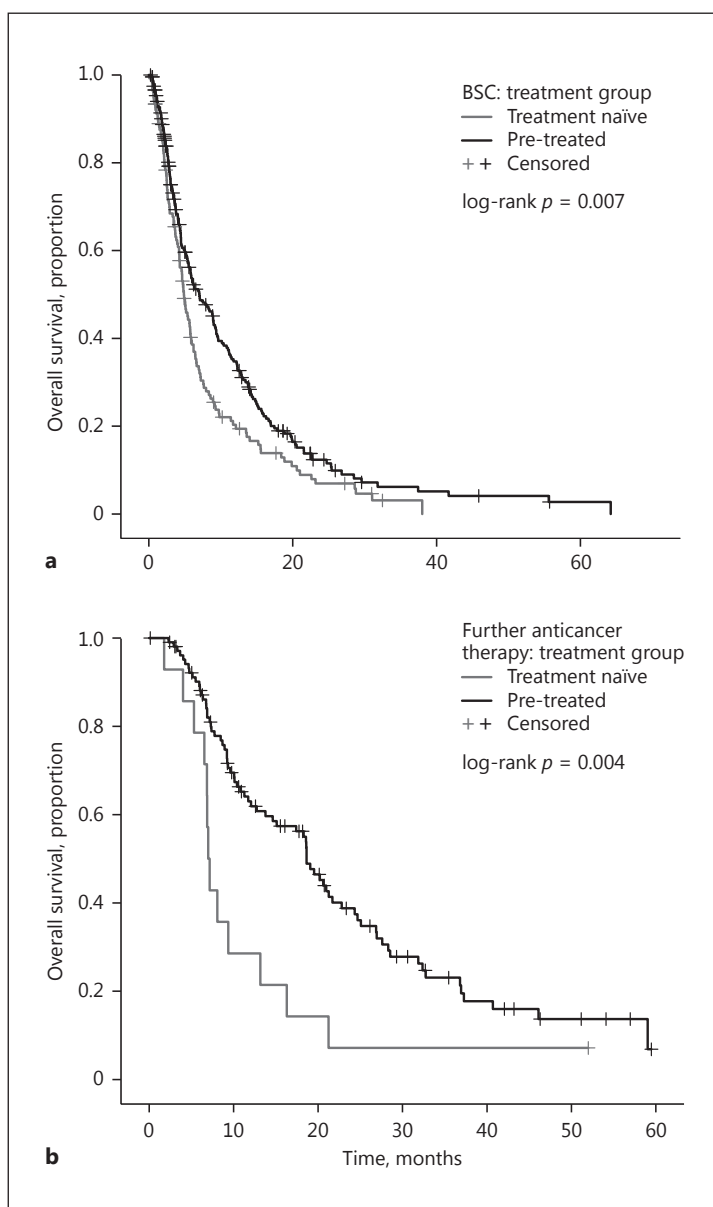 1.0
0.8
0.6
0.4
0.2
0
Overall survival, proportion
BSC: treatment group
Treatment naïve
Pre-treated
+ + Censored
log-rank p = 0.007
a
0 20 40 60
1.0
0.8
0.6
0.4
0.2
0
Overall survival, proportion
Further anticancer
therapy: treatment group
Treatment naïve
Pre-treated
+ + Censored
log-rank p = 0.004
0 10 20 30 40 50 60
b
Time, months